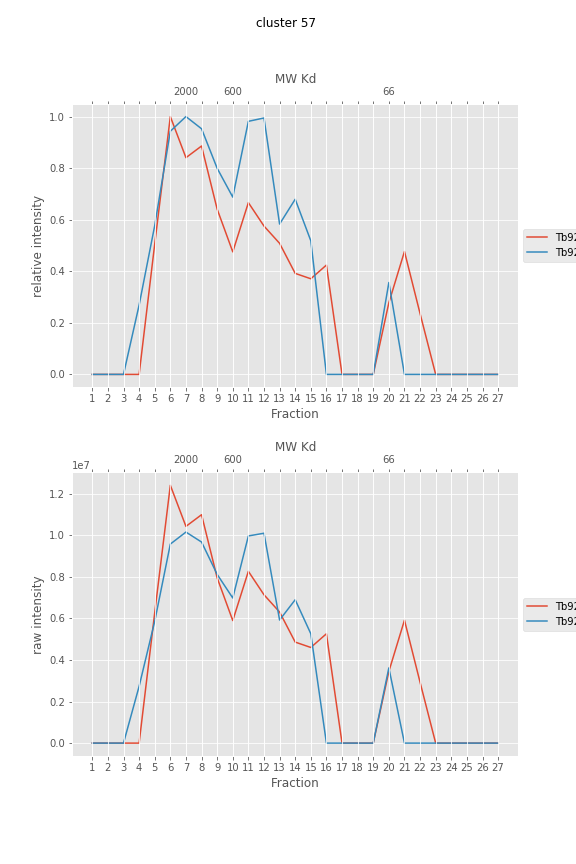 cluster 57
MW Kd
2000 600 66
1.0
0.8
0.6
0.4
0.2
0.0
relative intensity
Tb92
Tb92
1 2 3 4 5 6 7 8 9 10 11 12 13 14 15 16 17 18 19 20 21 22 23 24 25 26 27
Fraction
MW Kd
1e7 2000 600 66
1.2
1.0
0.8
0.6
0.4
0.2
0.0
raw intensity
Tb92
Tb92
1 2 3 4 5 6 7 8 9 10 11 12 13 14 15 16 17 18 19 20 21 22 23 24 25 26 27
Fraction